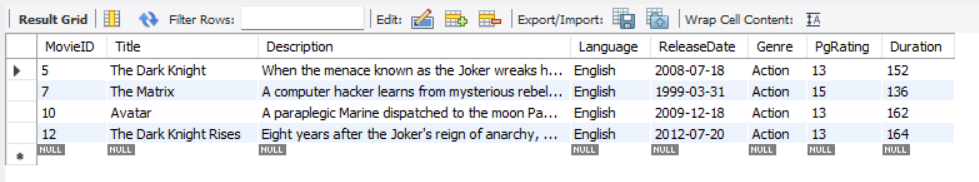 Result Grid Filter Rows: Edit: Export/Import: Wrap Cell Content: IA
MovieID Title Description Language ReleaseDate Genre PgRating Duration
5 The Dark Knight When the menace known as the Joker wreaks h... English 2008-07-18 Action 13 152
7 The Matrix A computer hacker learns from mysterious rebel... English 1999-03-31 Action 15 136
10 Avatar A paraplegic Marine dispatched to the moon Pa... English 2009-12-18 Action 13 162
12 The Dark Knight Rises Eight years after the Joker's reign of anarchy, ... English 2012-07-20 Action 13 164
NULL NULL NULL NULL NULL NULL NULL NULL